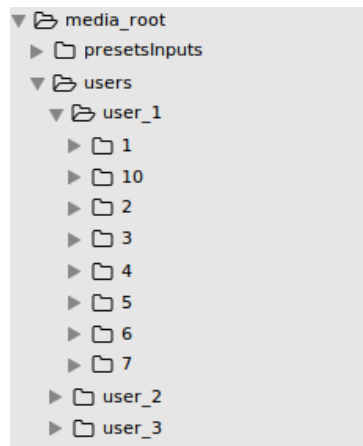 media_root
presetsInputs
users
user_1
1
10
2
3
4
5
6
7
user_2
user_3